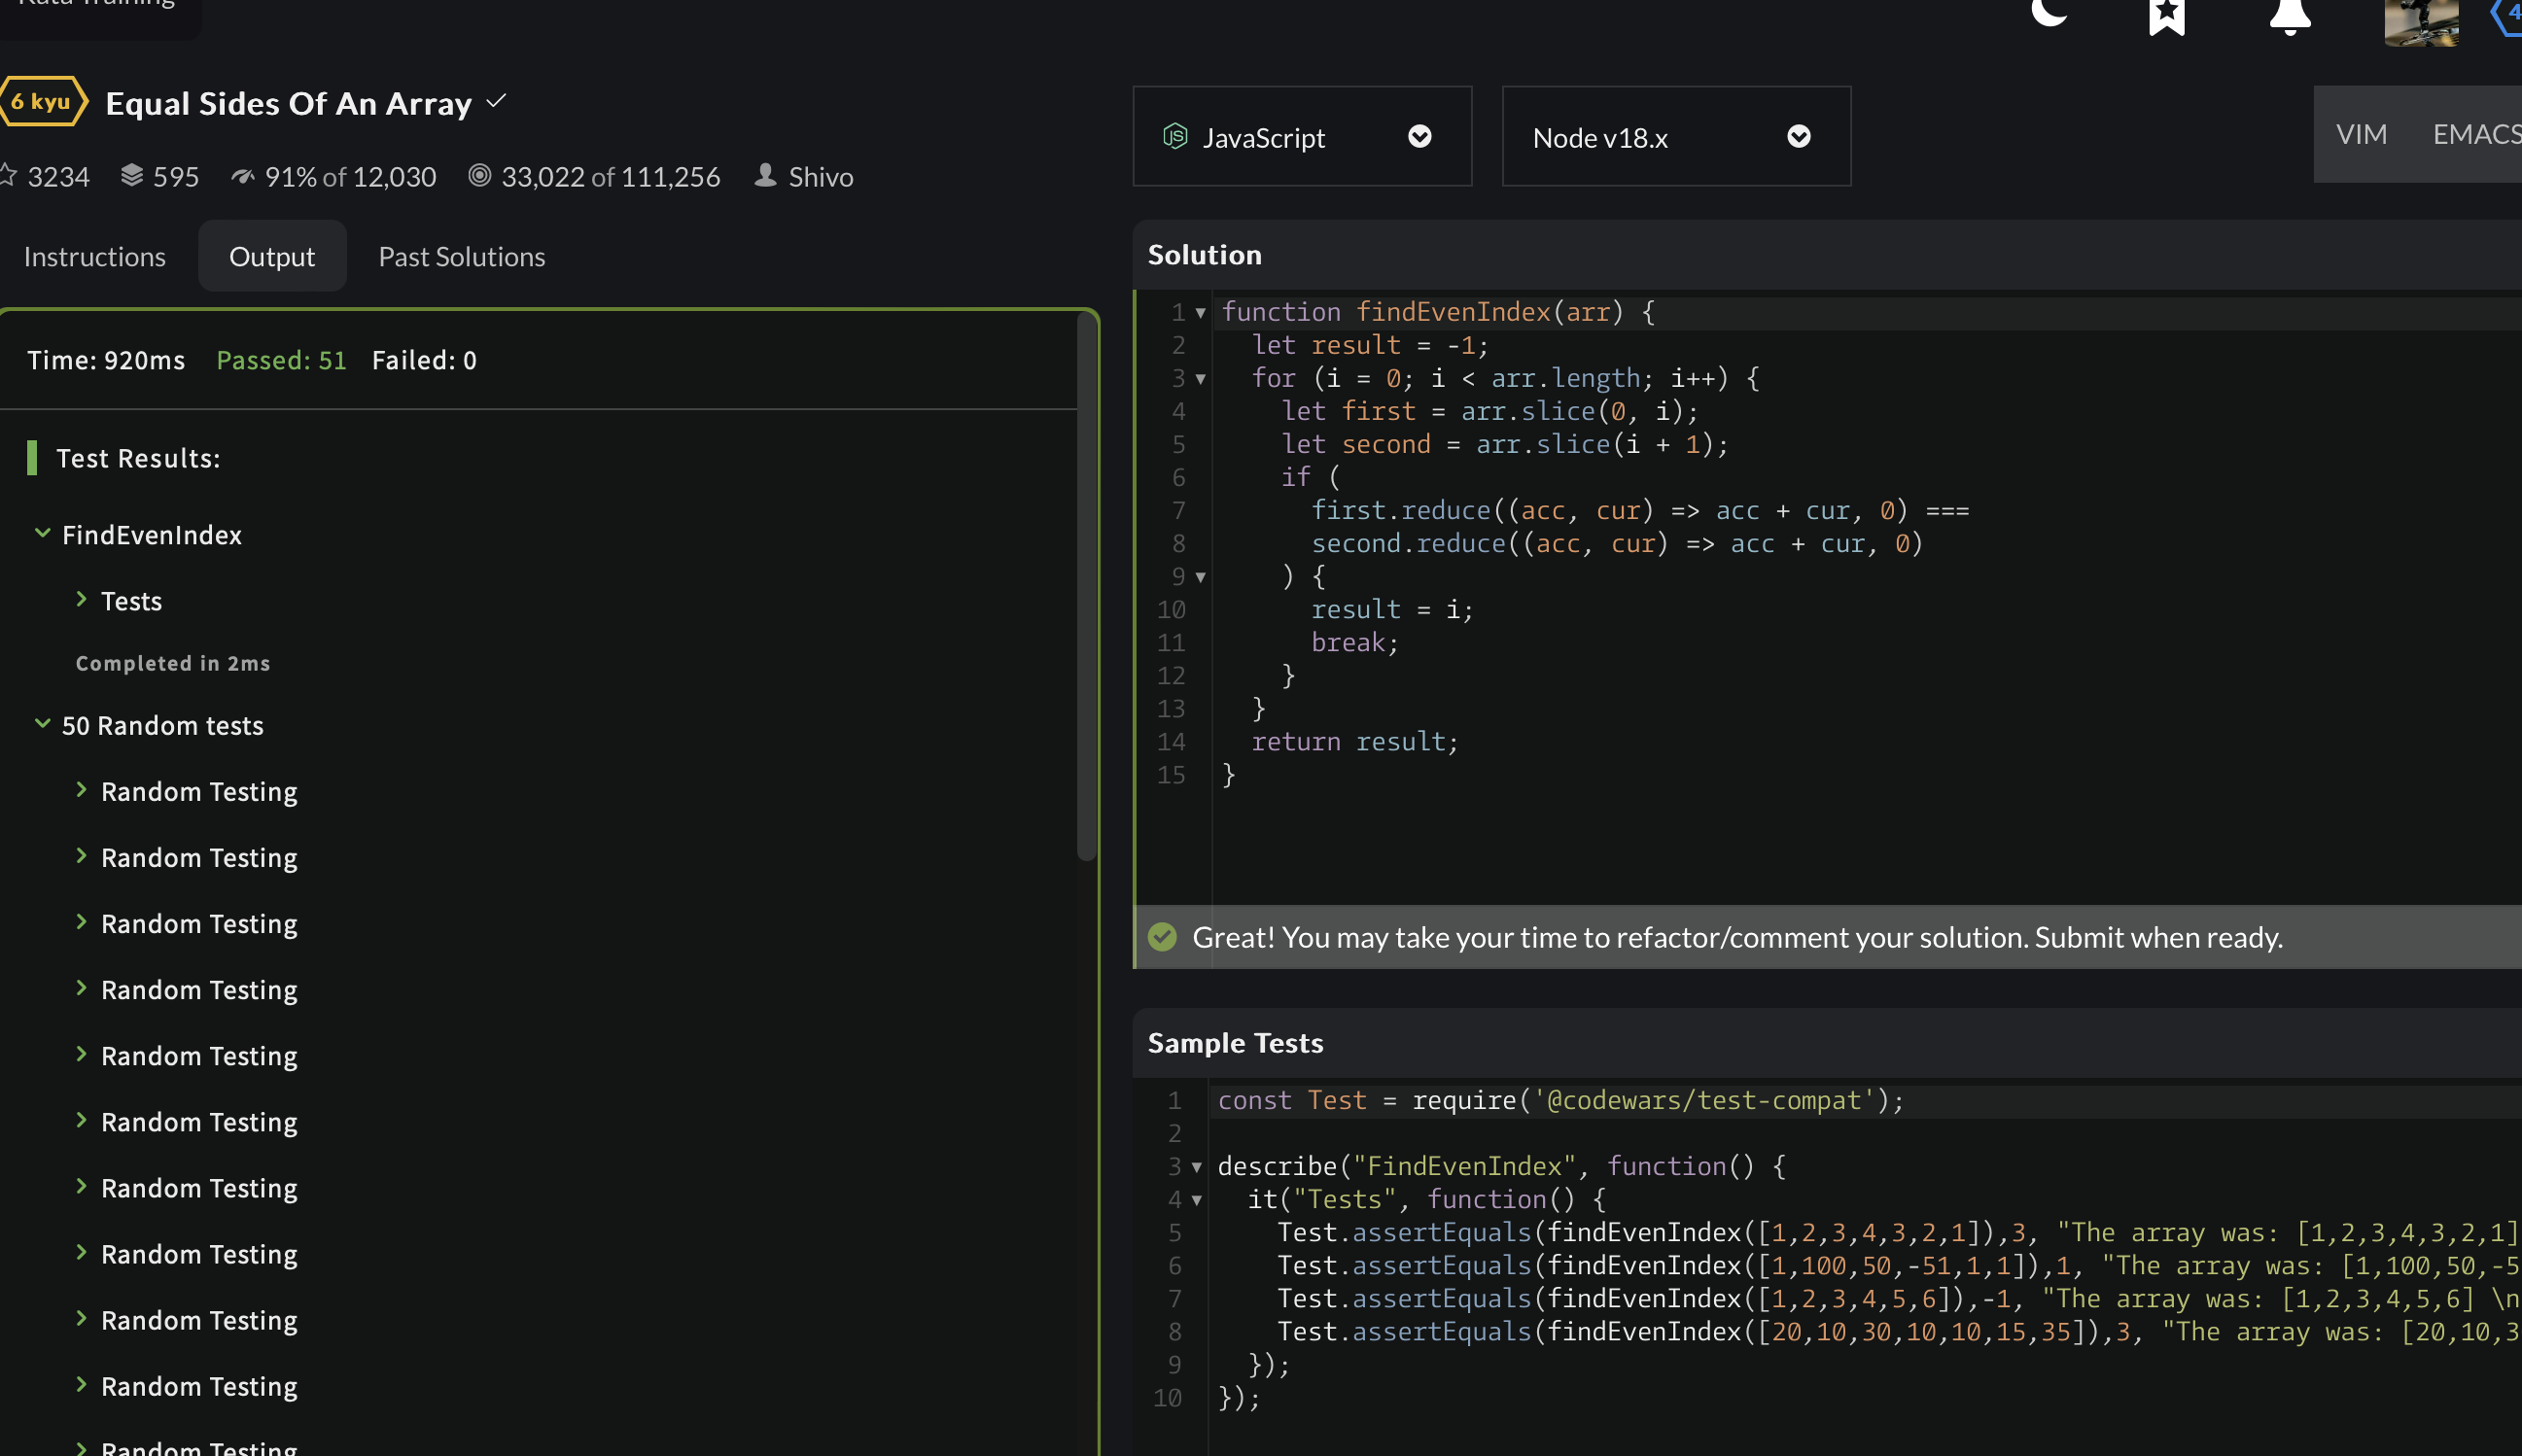 Kata Training
6 kyu Equal Sides Of An Array
3234 595 91% of 12,030 33,022 of 111,256 Shivo
Instructions Output Past Solutions
Time: 920ms Passed: 51 Failed: 0
Test Results:
FindEvenIndex
Tests
Completed in 2ms
50 Random tests
Random Testing
Random Testing
Random Testing
Random Testing
Random Testing
Random Testing
Random Testing
Random Testing
Random Testing
Random Testing
Random Testing
JavaScript Node v18.x VIM EMACS
4
Solution
1 function findEvenIndex(arr) {
2 let result = -1;
3 for (i = 0; i < arr.length; i++) {
4 let first = arr.slice(0, i);
5 let second = arr.slice(i + 1);
6 if (
7 first.reduce((acc, cur) => acc + cur, 0) ===
8 second.reduce((acc, cur) => acc + cur, 0)
9 ) {
10 result = i;
11 break;
12 }
13 }
14 return result;
15 }
Great! You may take your time to refactor/comment your solution. Submit when ready.
Sample Tests
1 const Test = require('@codewars/test-compat');
2
3 describe("FindEvenIndex", function() {
4 it("Tests", function() {
5 Test.assertEquals(findEvenIndex([1,2,3,4,3,2,1]),3, "The array was: [1,2,3,4,3,2,1]
6 Test.assertEquals(findEvenIndex([1,100,50,-51,1,1]),1, "The array was: [1,100,50,-5
7 Test.assertEquals(findEvenIndex([1,2,3,4,5,6]),-1, "The array was: [1,2,3,4,5,6] \n
8 Test.assertEquals(findEvenIndex([20,10,30,10,10,15,35]),3, "The array was: [20,10,3
9 });
10 });